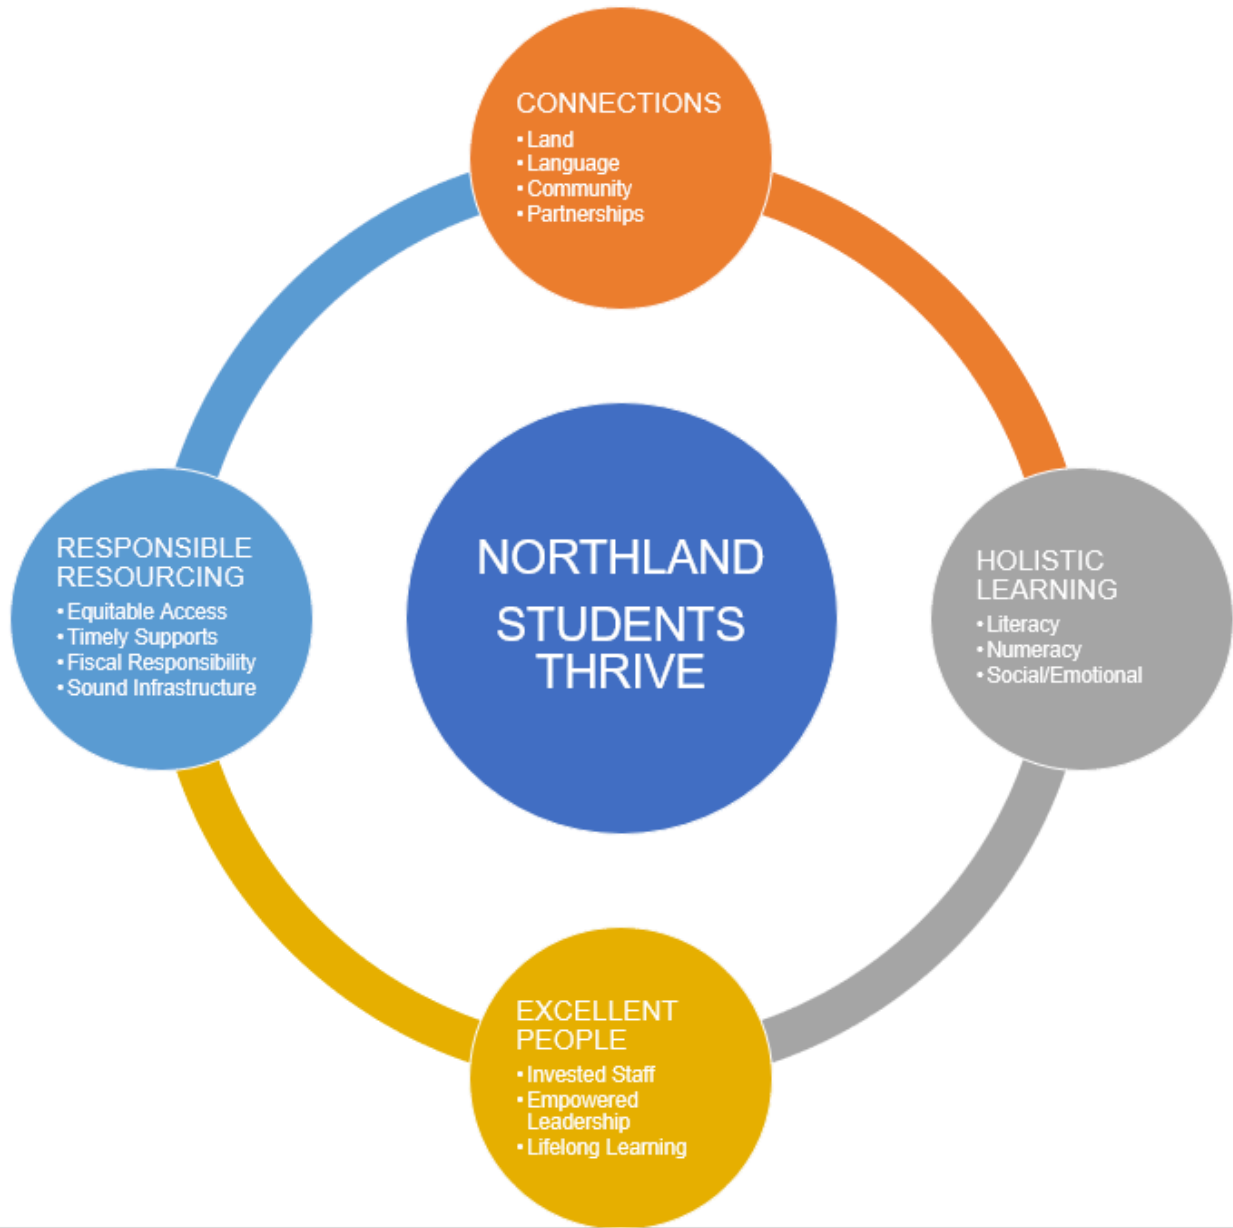 CONNECTIONS
▪ Land
▪ Language
▪ Community
▪ Partnerships
NORTHLAND
STUDENTS
THRIVE
HOLISTIC
LEARNING
• Literacy
• Numeracy
• Social/Emotional
EXCELLENT
PEOPLE
• Invested Staff
• Empowered
Leadership
• Lifelong Learning
RESPONSIBLE
RESOURCING
• Equitable Access
• Timely Supports
• Fiscal Responsibility
• Sound Infrastructure